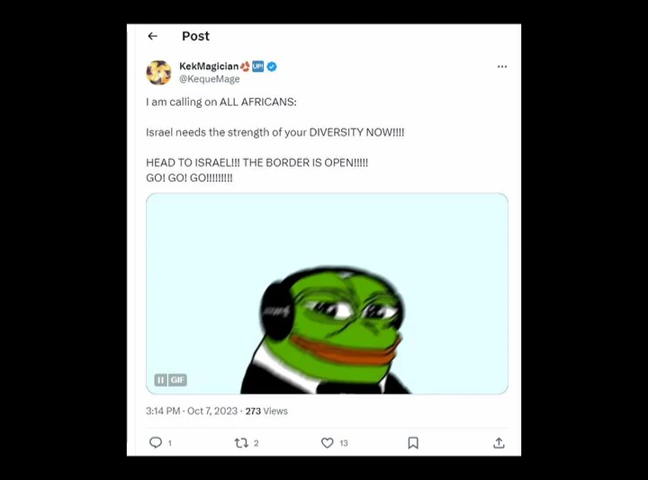 Post
KekMagician UP!
@KequeMage
I am calling on ALL AFRICANS:
Israel needs the strength of your DIVERSITY NOW!!!!
HEAD TO ISRAEL!!! THE BORDER IS OPEN!!!!!
GO! GO! GO!!!!!!!!!
GIF
3:14 PM · Oct 7, 2023 · 273 Views
1 2 13